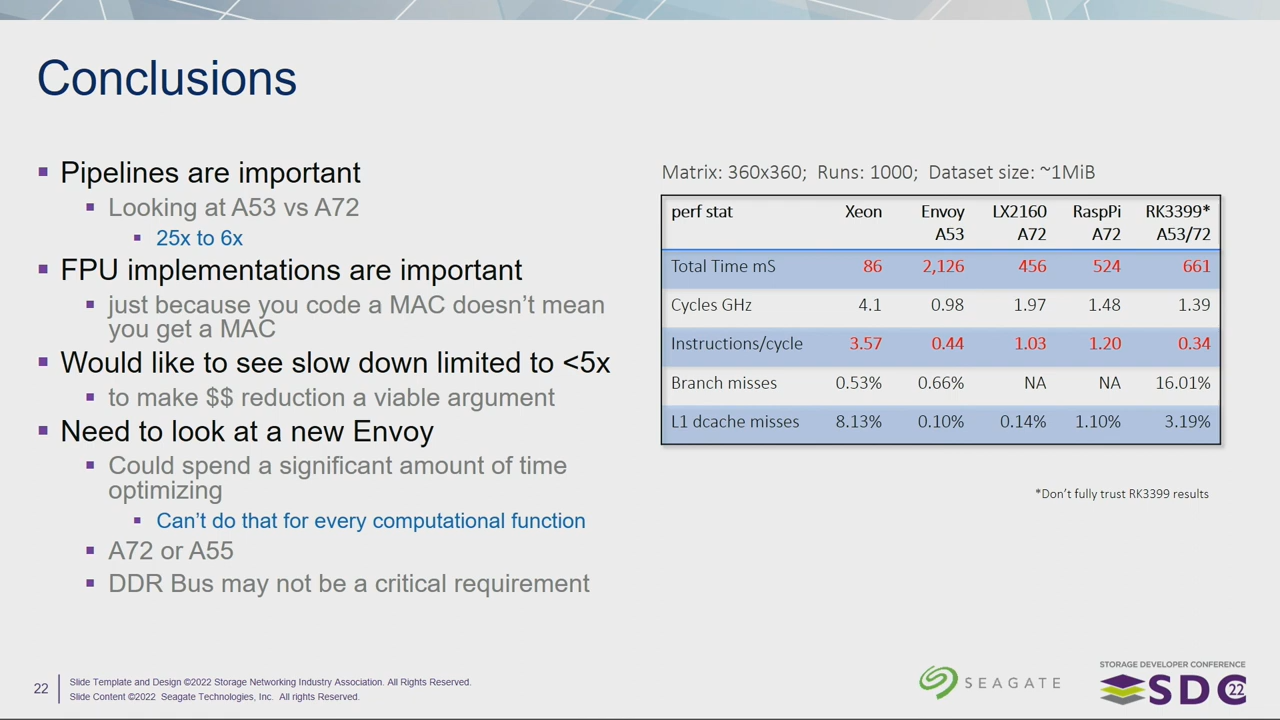 Conclusions
Pipelines are important
Looking at A53 vs A72
25x to 6x
FPU implementations are important
just because you code a MAC doesn’t mean
you get a MAC
Would like to see slow down limited to <5x
to make $$ reduction a viable argument
Need to look at a new Envoy
Could spend a significant amount of time
optimizing
Can’t do that for every computational function
A72 or A55
DDR Bus may not be a critical requirement
Matrix: 360x360; Runs: 1000; Dataset size: ~1MiB
perf stat Xeon Envoy LX2160 RaspPi RK3399*
A53 A72 A72 A53/72
Total Time mS 86 2,126 456 524 661
Cycles GHz 4.1 0.98 1.97 1.48 1.39
Instructions/cycle 3.57 0.44 1.03 1.20 0.34
Branch misses 0.53% 0.66% NA NA 16.01%
L1 dcache misses 8.13% 0.10% 0.14% 1.10% 3.19%
*Don’t fully trust RK3399 results
22
Slide Template and Design ©2022 Storage Networking Industry Association. All Rights Reserved.
Slide Content ©2022 Seagate Technologies, Inc. All rights Reserved.
SEAGATE
STORAGE DEVELOPER CONFERENCE
SDC 22